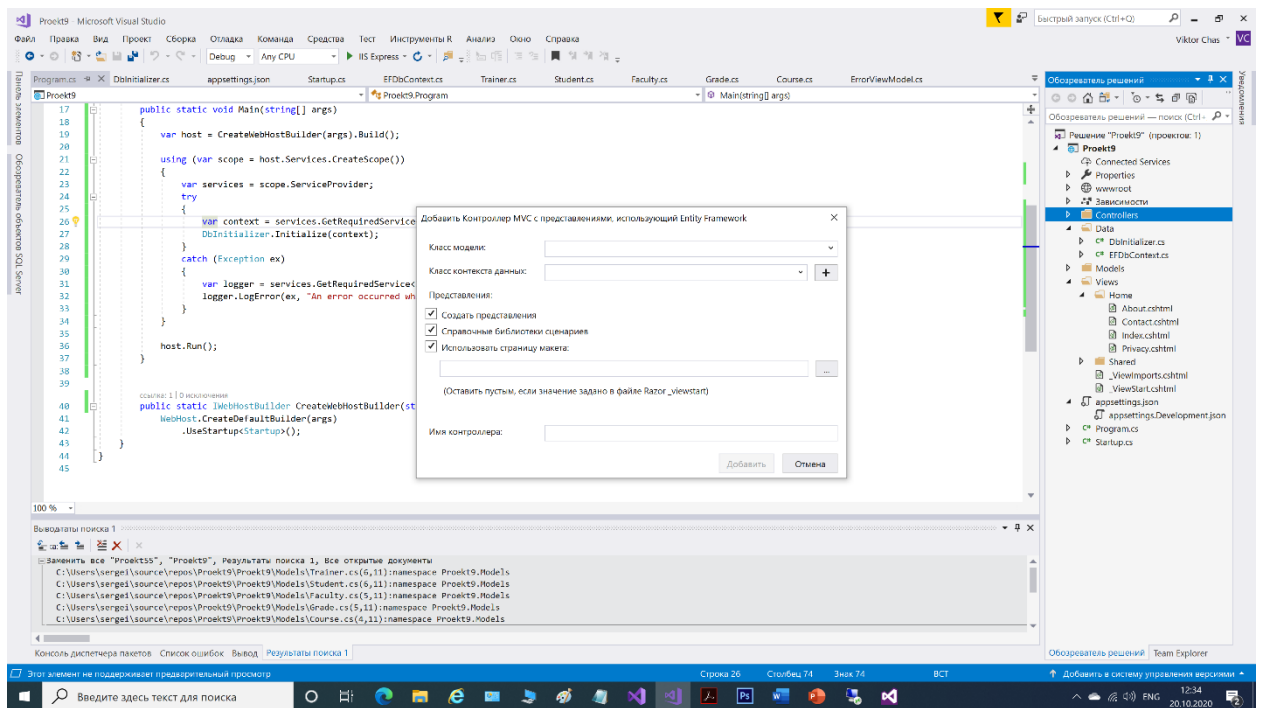 Proekt9 - Microsoft Visual Studio
Быстрый запуск (Ctrl+Q)
Файл Правка Вид Проект Сборка Отладка Команда Средства Тест Инструменты R Анализ Окно Справка
Viktor Chas VC
Debug Any CPU IIS Express
Панель элементов
Обозреватель объектов SQL Server
Program.cs DbInitializer.cs appsettings.json Startup.cs EFDbContext.cs Trainer.cs Student.cs Faculty.cs Grade.cs Course.cs ErrorViewModel.cs
Proekt9 Proekt9.Program Main(string[] args)
17 public static void Main(string[] args)
18 {
19 var host = CreateWebHostBuilder(args).Build();
20
21 using (var scope = host.Services.CreateScope())
22 {
23 var services = scope.ServiceProvider;
24 try
25 {
26 var context = services.GetRequiredService
27 DbInitializer.Initialize(context);
28 }
29 catch (Exception ex)
30 {
31 var logger = services.GetRequiredService<
32 logger.LogError(ex, "An error occurred wh
33 }
34 }
35
36 host.Run();
37 }
38
39
ссылка: 1 | 0 исключения
40 public static IWebHostBuilder CreateWebHostBuilder(st
41 WebHost.CreateDefaultBuilder(args)
42 .UseStartup<Startup>();
43 }
44 }
45
100 %
Добавить Контроллер MVC с представлениями, использующий Entity Framework
Класс модели:
Класс контекста данных:
+
Представления:
Создать представления
Справочные библиотеки сценариев
Использовать страницу макета:
...
(Оставить пустым, если значение задано в файле Razor _viewstart)
Имя контроллера:
Добавить Отмена
Обозреватель решений
Обозреватель решений — поиск (Ctrl+
Решение "Proekt9" (проектов: 1)
Proekt9
Connected Services
Properties
wwwroot
Зависимости
Controllers
Data
C# DbInitializer.cs
C# EFDbContext.cs
Models
Views
Home
About.cshtml
Contact.cshtml
Index.cshtml
Privacy.cshtml
Shared
_ViewImports.cshtml
_ViewStart.cshtml
appsettings.json
appsettings.Development.json
C# Program.cs
C# Startup.cs
Уведомления
Обозреватель решений Team Explorer
Заменить все "Proekt55", "Proekt9", Результаты поиска 1, Все открытые документы
C:\Users\sergei\source\repos\Proekt9\Proekt9\Models\Trainer.cs(6,11):namespace Proekt9.Models
C:\Users\sergei\source\repos\Proekt9\Proekt9\Models\Student.cs(6,11):namespace Proekt9.Models
C:\Users\sergei\source\repos\Proekt9\Proekt9\Models\Faculty.cs(5,11):namespace Proekt9.Models
C:\Users\sergei\source\repos\Proekt9\Proekt9\Models\Grade.cs(5,11):namespace Proekt9.Models
C:\Users\sergei\source\repos\Proekt9\Proekt9\Models\Course.cs(4,11):namespace Proekt9.Models
Консоль диспетчера пакетов Список ошибок Вывод Результаты поиска 1
Этот элемент не поддерживает предварительный просмотр Строка 26 Столбец 74 Знак 74 ВСТ Добавить в систему управления версиями
Введите здесь текст для поиска
Ps
ENG
12:34
20.10.2020
2